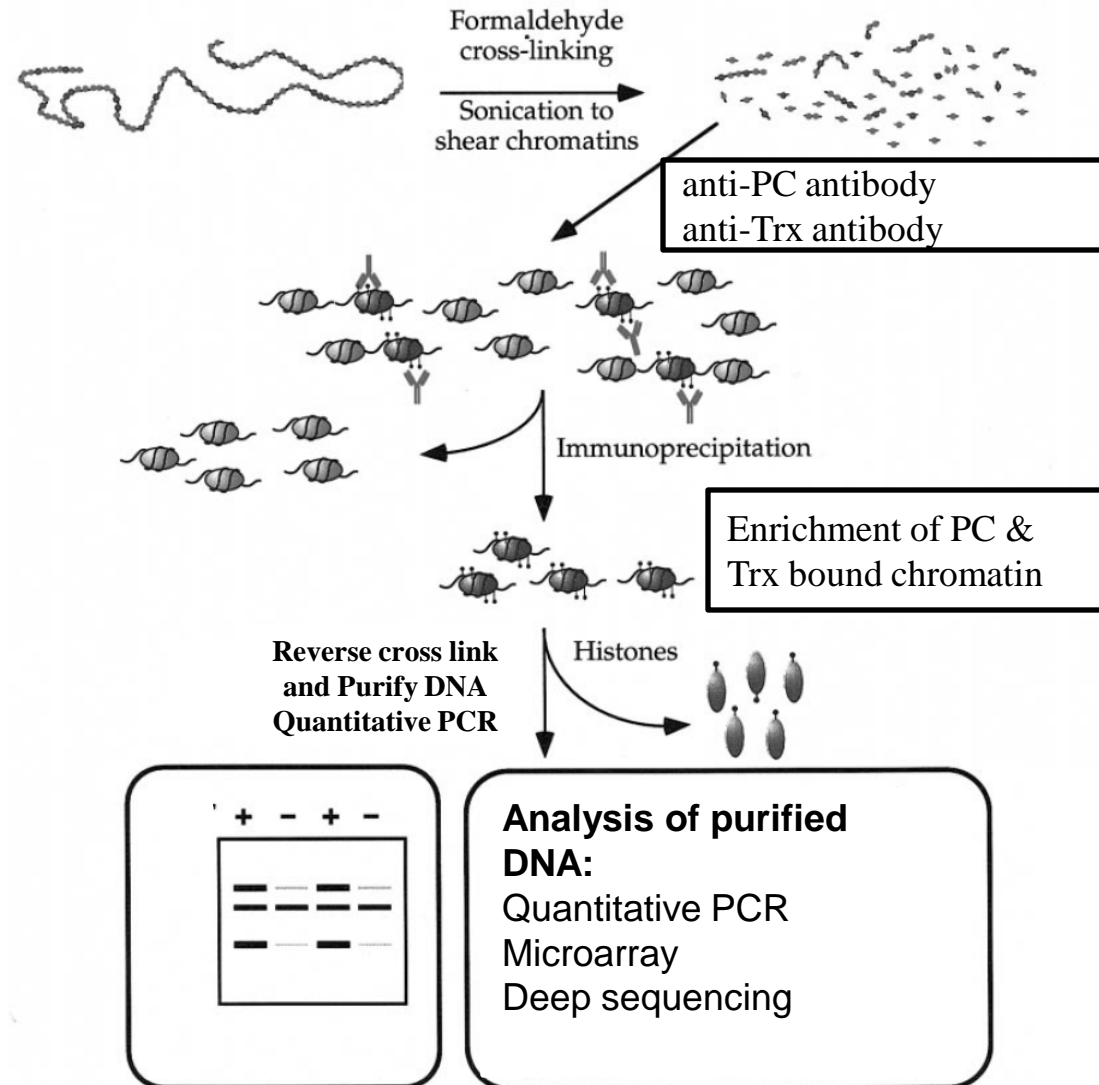 Formaldehyde
cross-linking
Sonication to
shear chromatins
anti-PC antibody
anti-Trx antibody
Immunoprecipitation
Enrichment of PC &
Trx bound chromatin
Reverse cross link
and Purify DNA
Quantitative PCR
Histones
+ − + −
Analysis of purified
DNA:
Quantitative PCR
Microarray
Deep sequencing